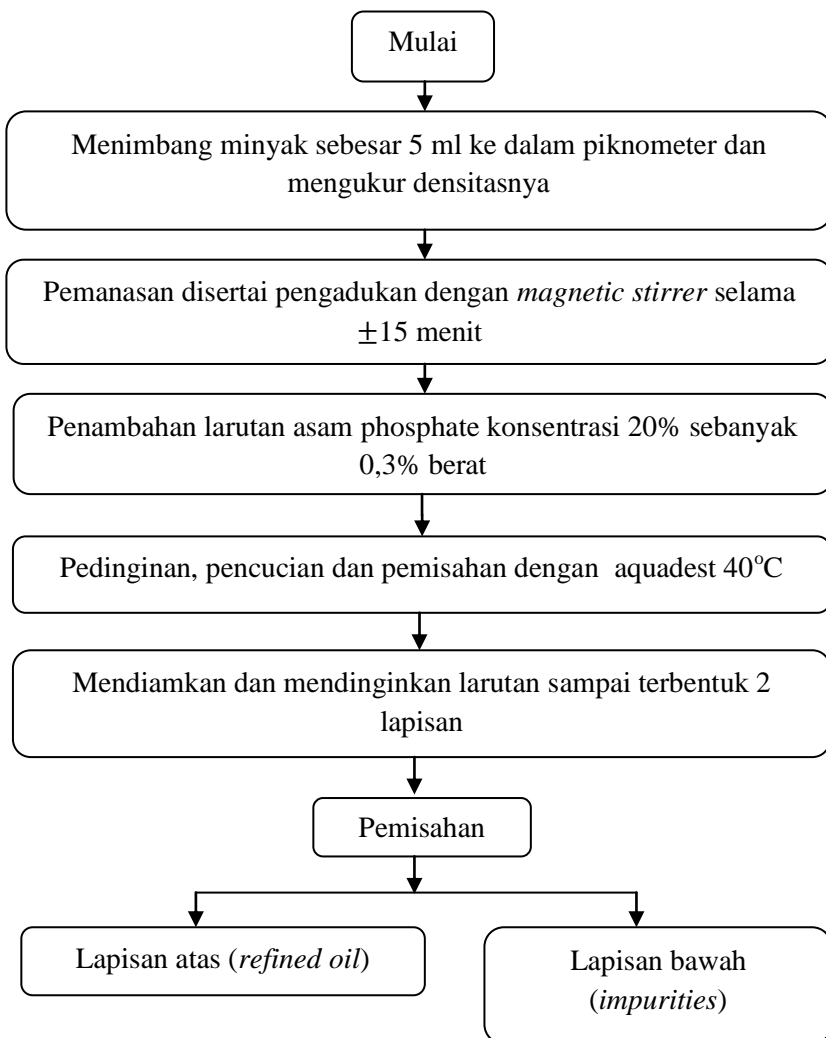 Mulai
Menimbang minyak sebesar 5 ml ke dalam piknometer dan
mengukur densitasnya
Pemanasan disertai pengadukan dengan magnetic stirrer selama
±15 menit
Penambahan larutan asam phosphate konsentrasi 20% sebanyak
0,3% berat
Pedinginan, pencucian dan pemisahan dengan aquadest 40°C
Mendiamkan dan mendinginkan larutan sampai terbentuk 2
lapisan
Pemisahan
Lapisan atas (refined oil)
Lapisan bawah
(impurities)